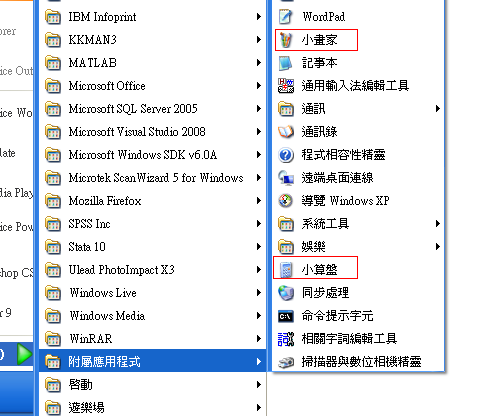 orer
ice Out
ice Wo
date
dia Play
ice Pow
shop CS
r 9
)
IBM Infoprint
KKMAN3
MATLAB
Microsoft Office
Microsoft SQL Server 2005
Microsoft Visual Studio 2008
Microsoft Windows SDK v6.0A
Microtek ScanWizard 5 for Windows
Mozilla Firefox
SPSS Inc
Stata 10
Ulead PhotoImpact X3
Windows Live
Windows Media
WinRAR
附屬應用程式
啟動
遊樂場
WordPad
小畫家
記事本
通用輸入法編輯工具
通訊
通訊錄
程式相容性精靈
遠端桌面連線
導覽 Windows XP
系統工具
娛樂
小算盤
同步處理
命令提示字元
相關字詞編輯工具
掃描器與數位相機精靈